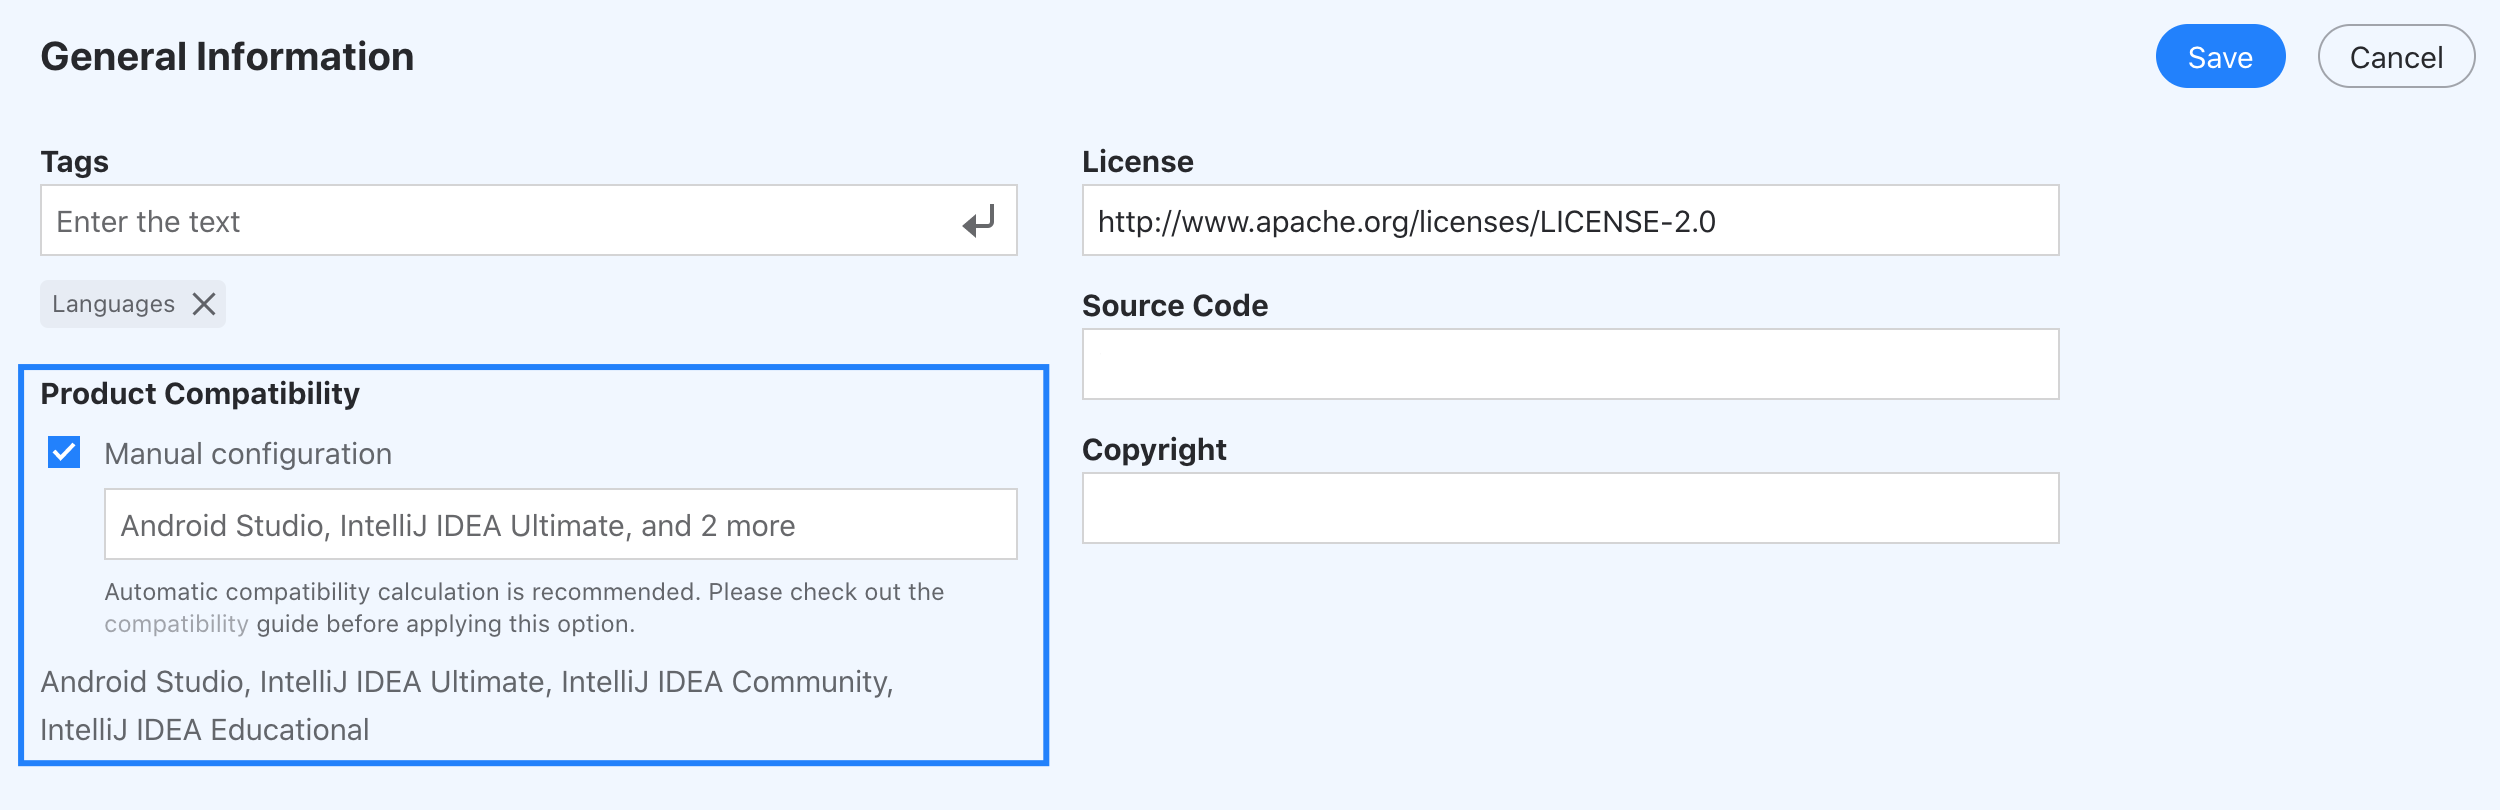 General Information
Save
Cancel
Tags
Enter the text
Languages
Product Compatibility
Manual configuration
Android Studio, IntelliJ IDEA Ultimate, and 2 more
Automatic compatibility calculation is recommended. Please check out the
compatibility guide before applying this option.
Android Studio, IntelliJ IDEA Ultimate, IntelliJ IDEA Community,
IntelliJ IDEA Educational
License
http://www.apache.org/licenses/LICENSE-2.0
Source Code
Copyright